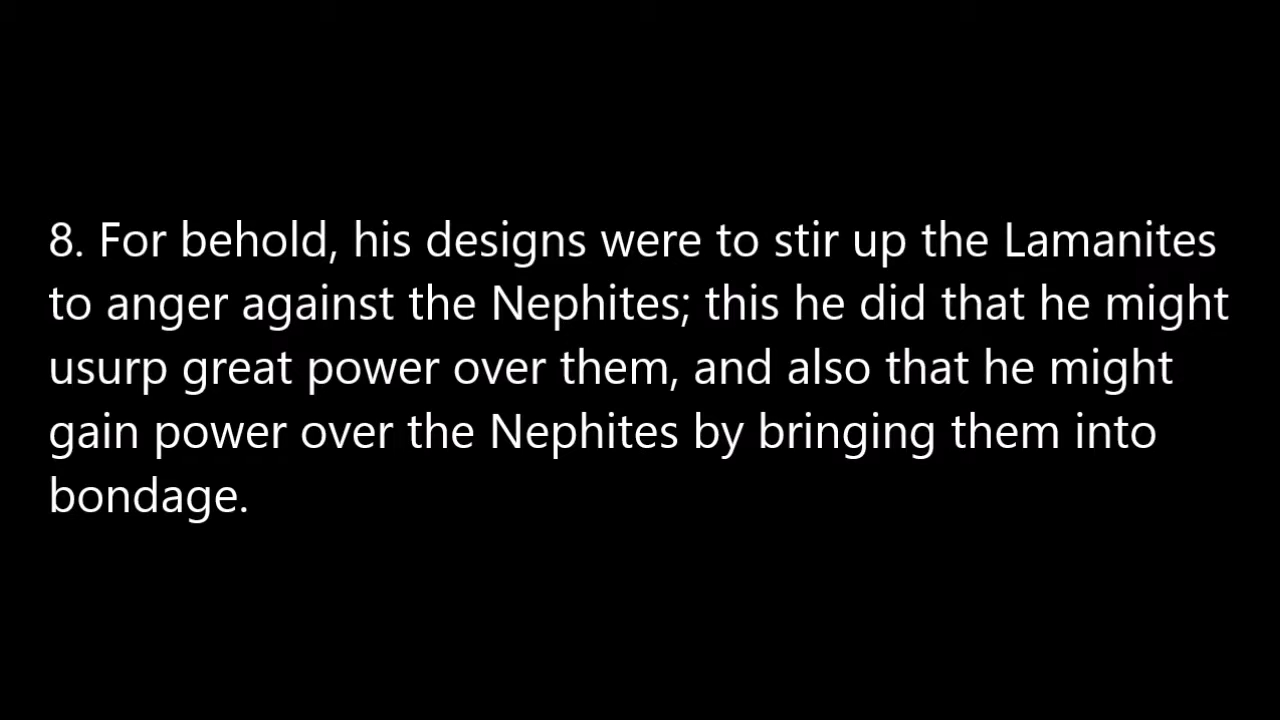 8. For behold, his designs were to stir up the Lamanites
to anger against the Nephites; this he did that he might
usurp great power over them, and also that he might
gain power over the Nephites by bringing them into
bondage.